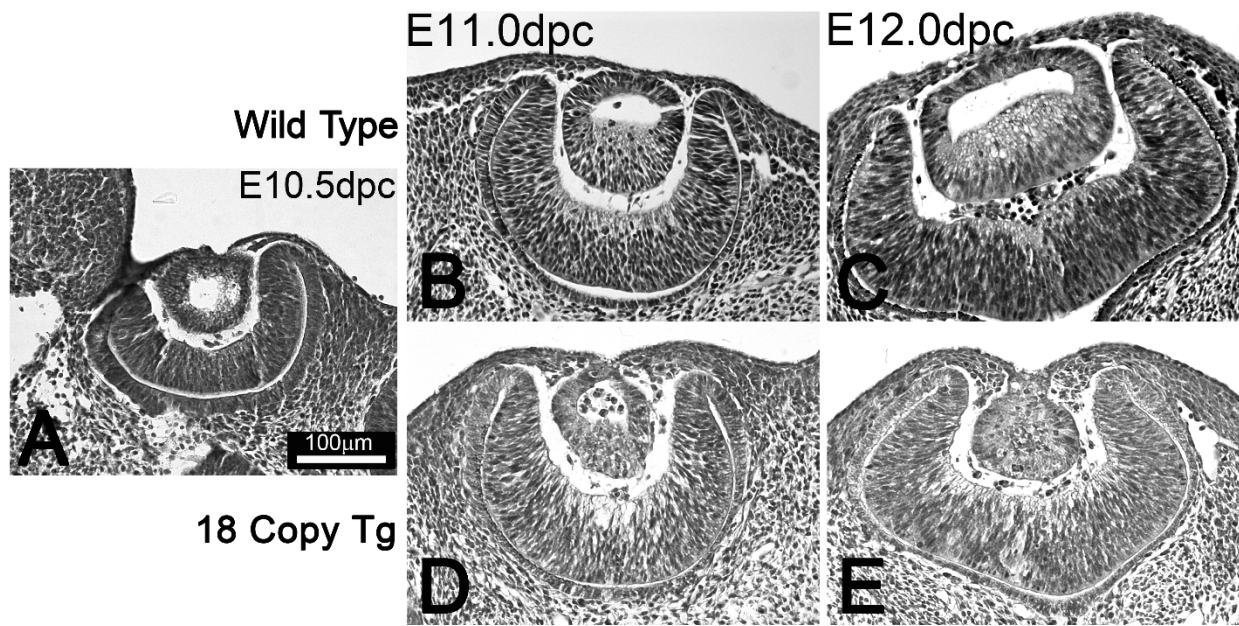 E11.0dpc
E12.0dpc
Wild Type
E10.5dpc
B
C
A
100µm
18 Copy Tg
D
E